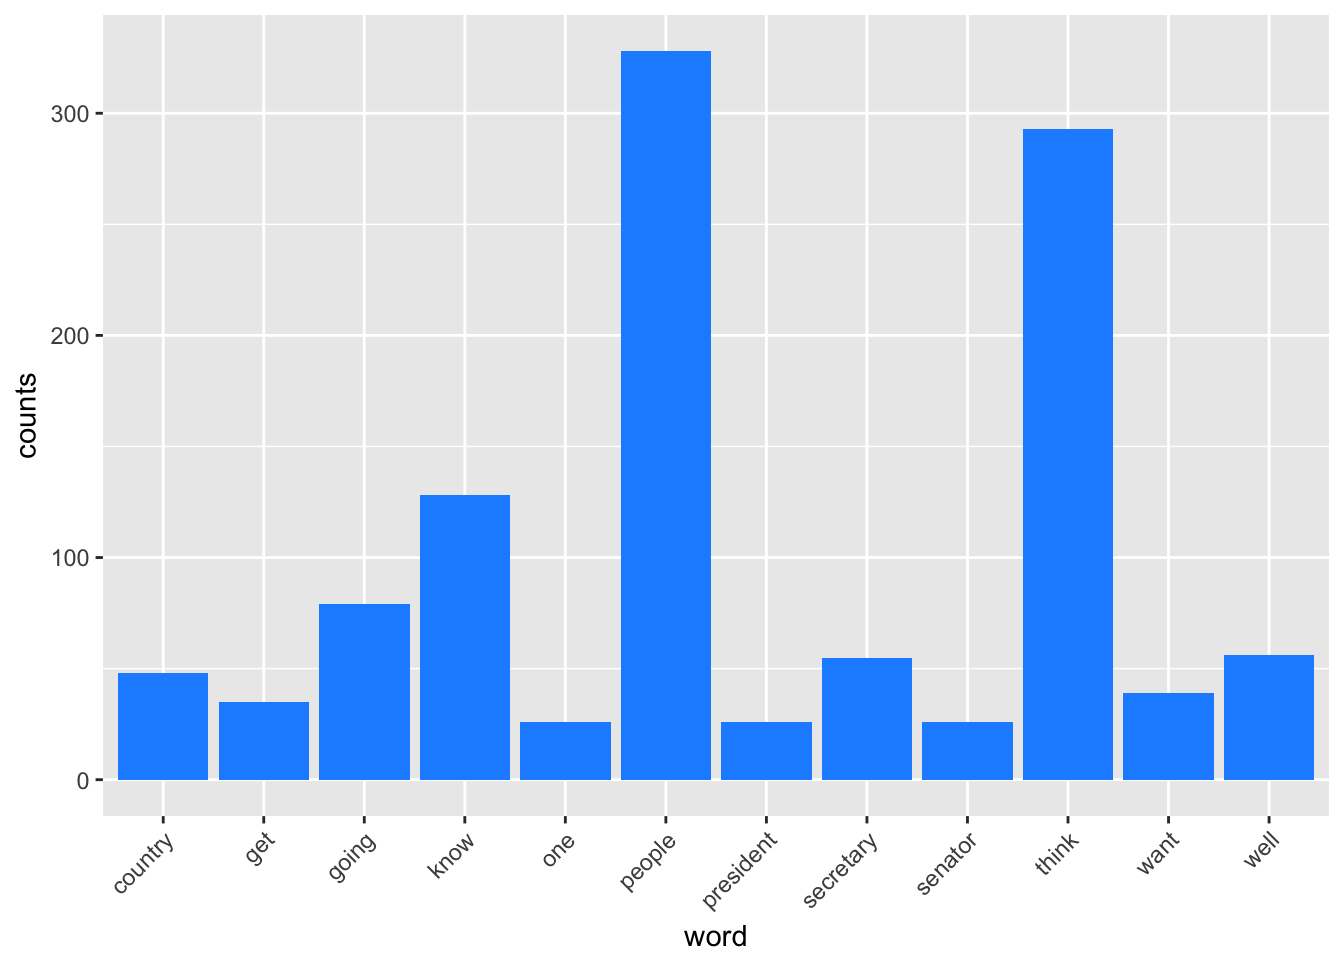 300
200
100
0
counts
country
get
going
know
one
people
president
secretary
senator
think
want
well
word